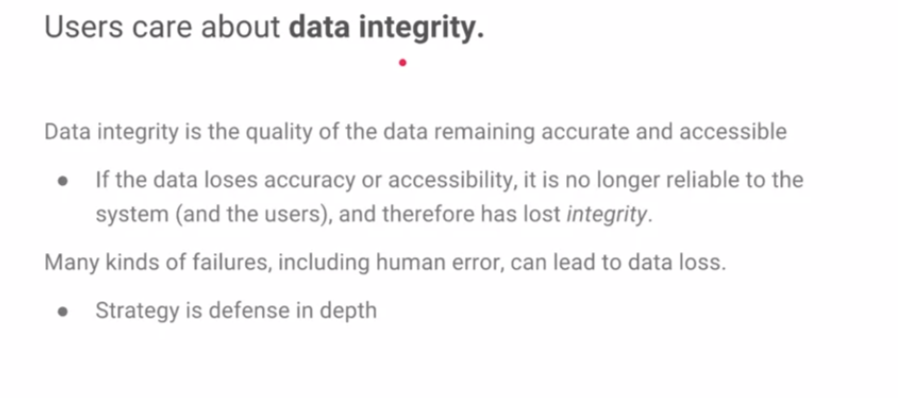 Users care about data integrity.
Data integrity is the quality of the data remaining accurate and accessible
● If the data loses accuracy or accessibility, it is no longer reliable to the
system (and the users), and therefore has lost integrity.
Many kinds of failures, including human error, can lead to data loss.
● Strategy is defense in depth